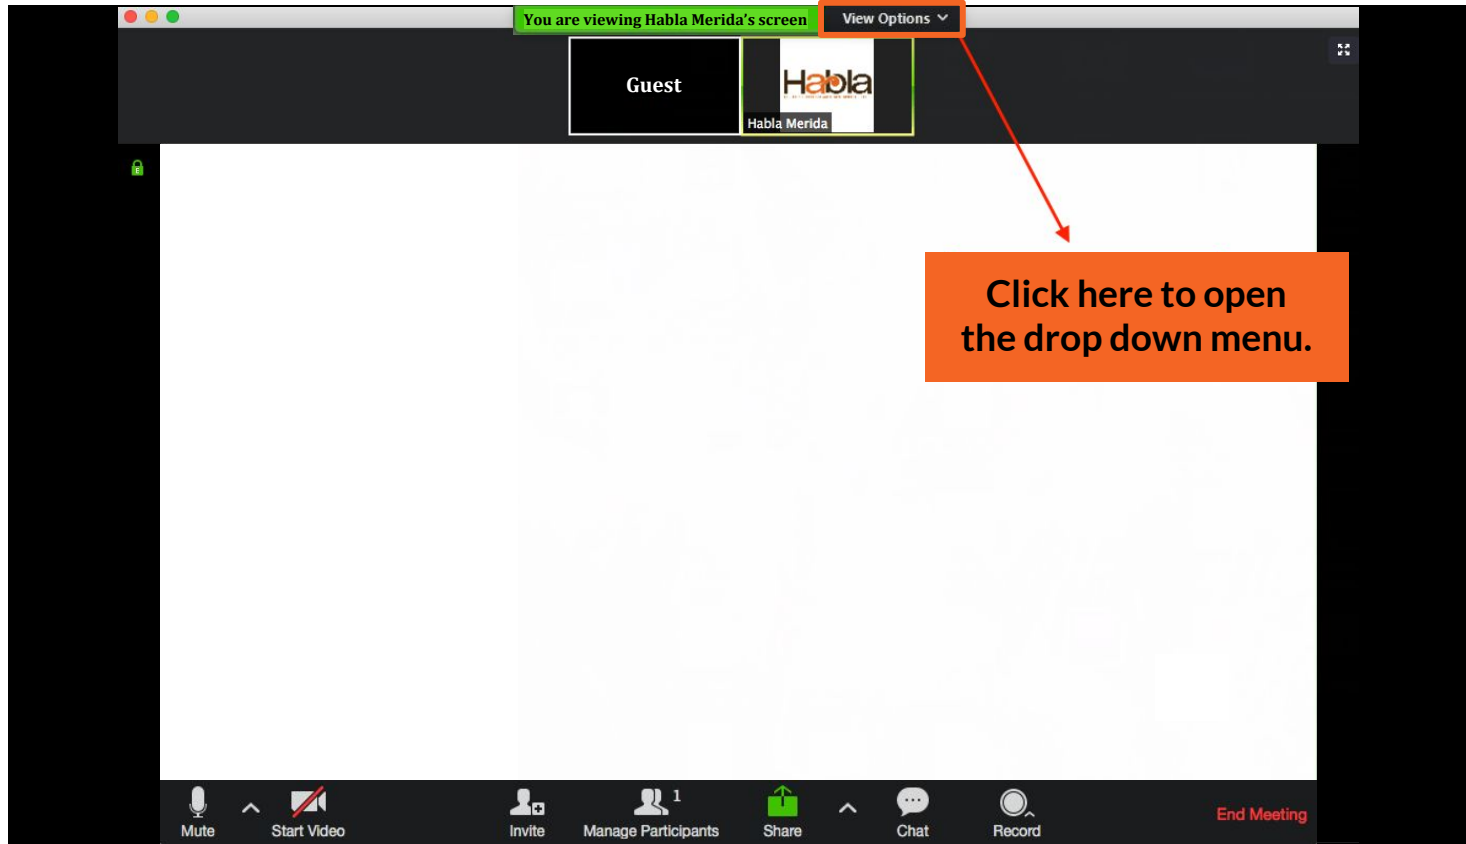 You are viewing Habla Merida's screen
View Options
Guest
Habla
Habla Merida
Click here to open
the drop down menu.
1
Mute
Start Video
Invite
Manage Participants
Share
Chat
Record
End Meeting